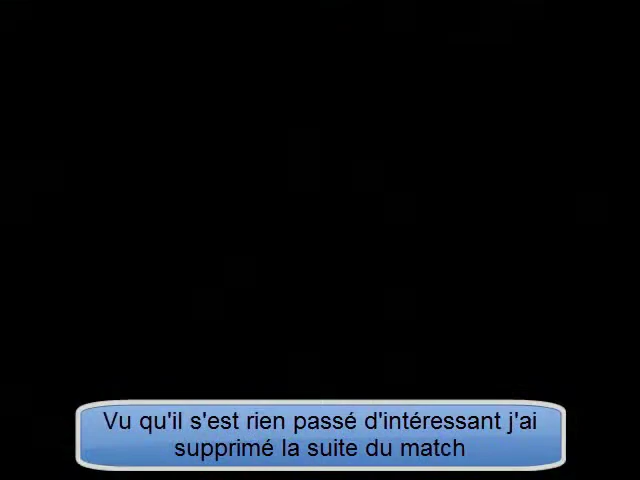 Vu qu'il s'est rien passé d'intéressant j'ai
supprimé la suite du match